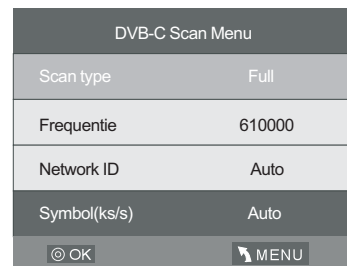 DVB-C Scan Menu
Scan type Full
Frequentie 610000
Network ID Auto
Symbol(ks/s) Auto
OK MENU